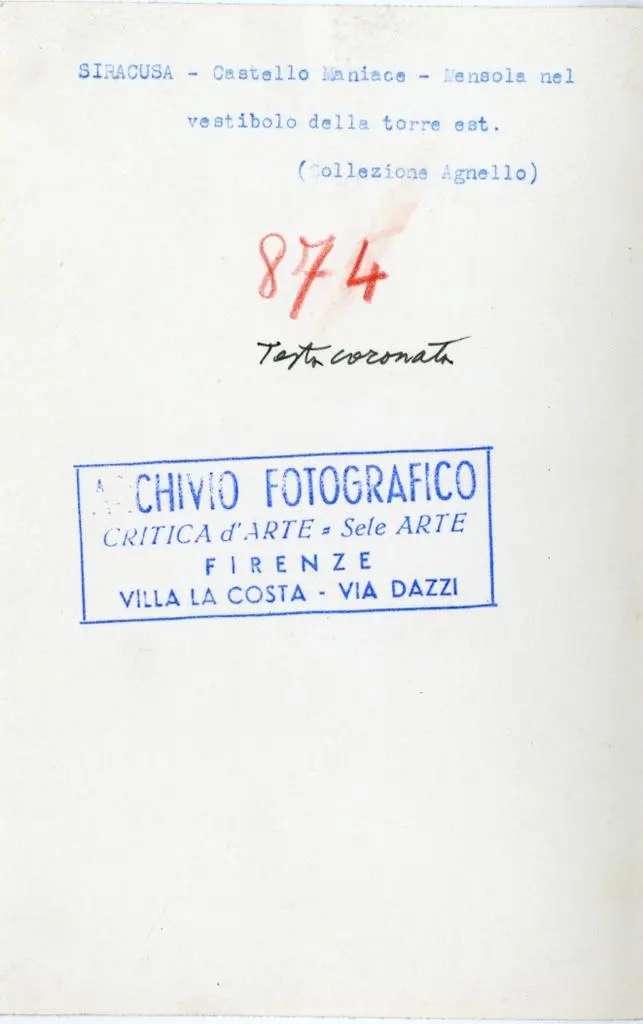 SIRACUSA - Castello Maniace - Mensola nel
vestibolo della torre est.
(Collezione Agnello)
874
Testa coronata
ARCHIVIO FOTOGRAFICO
CRITICA d'ARTE = Sele ARTE
FIRENZE
VILLA LA COSTA - VIA DAZZI